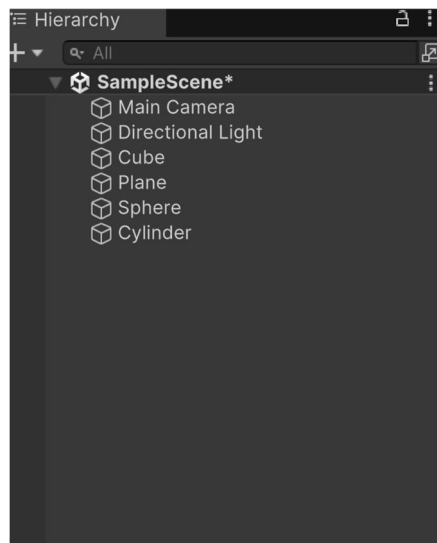 Hierarchy
All
SampleScene*
Main Camera
Directional Light
Cube
Plane
Sphere
Cylinder